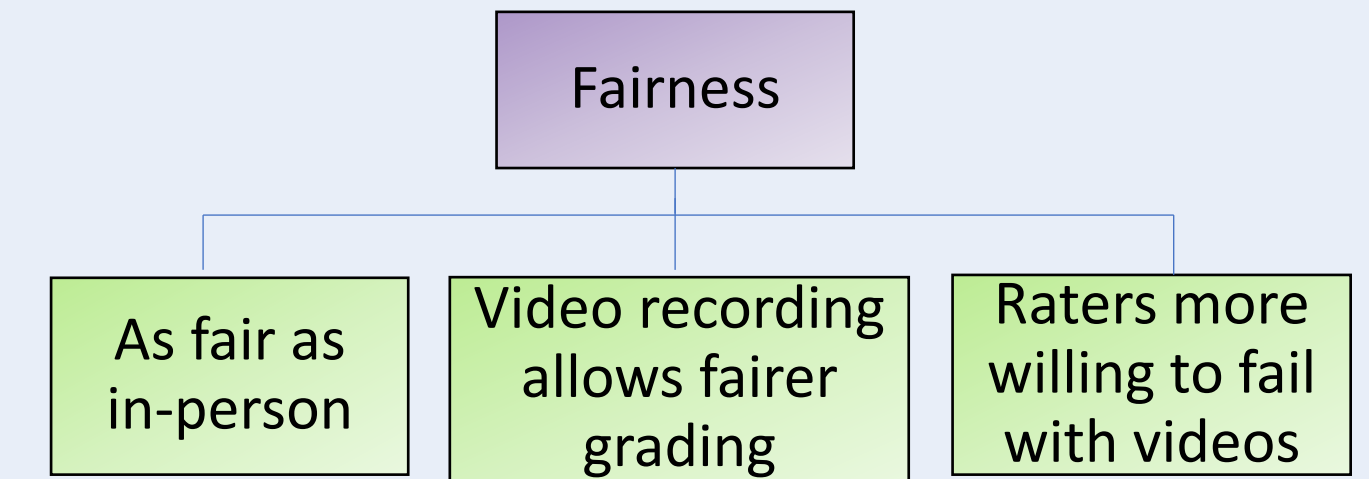 Fairness
As fair as
in-person
Video recording
allows fairer
grading
Raters more
willing to fail
with videos